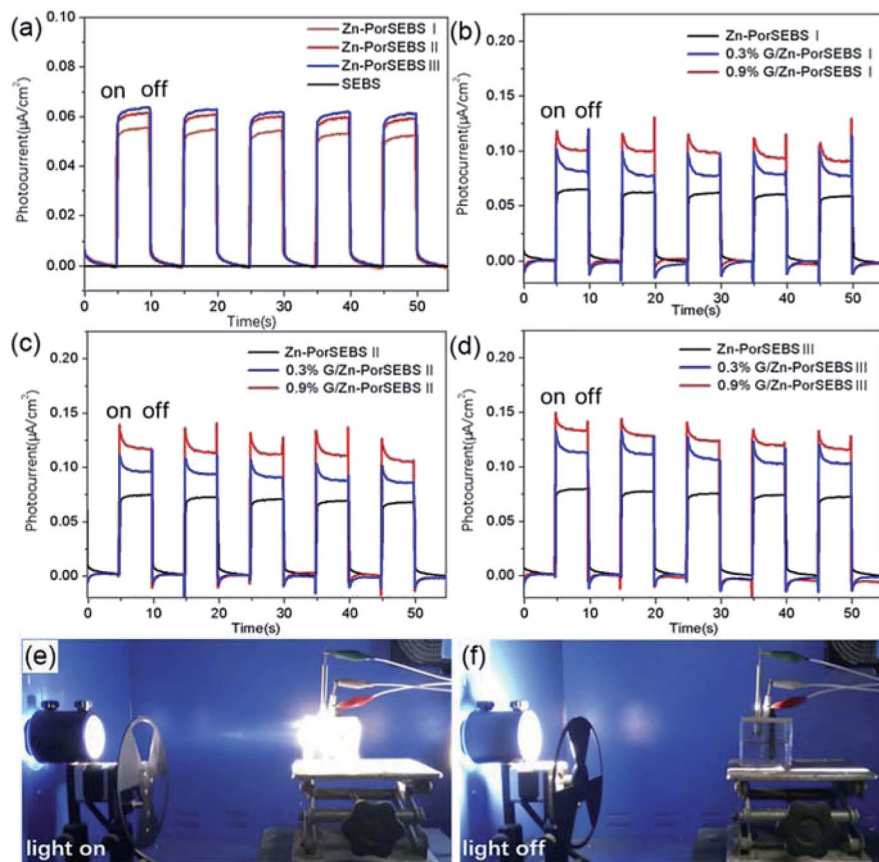 (a)
Zn-PorSEBS Ⅰ
Zn-PorSEBS Ⅱ
Zn-PorSEBS Ⅲ
SEBS
on off
Photocurrent(μA/cm²)
0.10
0.08
0.06
0.04
0.02
0.00
0 10 20 30 40 50
Time(s)
(b)
Zn-PorSEBS Ⅰ
0.3% G/Zn-PorSEBS Ⅰ
0.9% G/Zn-PorSEBS Ⅰ
on off
Photocurrent(μA/cm²)
0.20
0.15
0.10
0.05
0.00
0 10 20 30 40 50
Time(s)
(c)
Zn-PorSEBS Ⅱ
0.3% G/Zn-PorSEBS Ⅱ
0.9% G/Zn-PorSEBS Ⅱ
on off
Photocurrent(μA/cm²)
0.20
0.15
0.10
0.05
0.00
0 10 20 30 40 50
Time(s)
(d)
Zn-PorSEBS Ⅲ
0.3% G/Zn-PorSEBS Ⅲ
0.9% G/Zn-PorSEBS Ⅲ
on off
Photocurrent(μA/cm²)
0.20
0.15
0.10
0.05
0.00
0 10 20 30 40 50
Time(s)
(e)
light on
(f)
light off